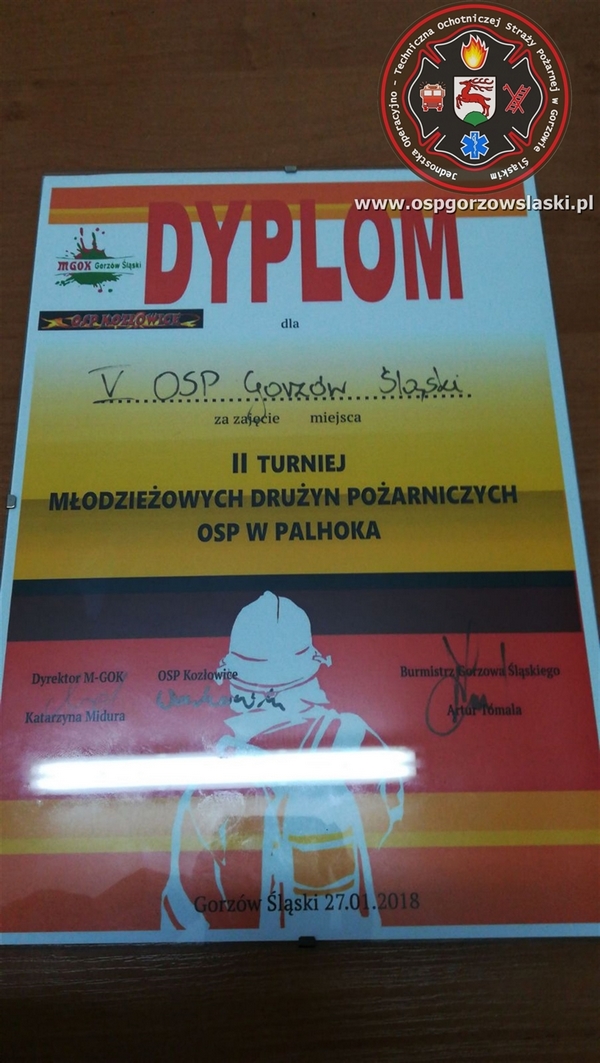 Jednostka Operacyjno - Techniczna Ochotniczej Straży Pożarnej w Gorzowie Śląskim
www.ospgorzowslaski.pl
DYPLOM
MGOK Gorzów Śląski
OSP KOZŁOWICE
dla
V OSP Gorzów Śląski
za zajęcie miejsca
II TURNIEJ
MŁODZIEŻOWYCH DRUŻYN POŻARNICZYCH
OSP W PALHOKA
Dyrektor M-GOK OSP Kozłowice Burmistrz Gorzowa Śląskiego
Katarzyna Midura Artur Tomala
Gorzów Śląski 27.01.2018